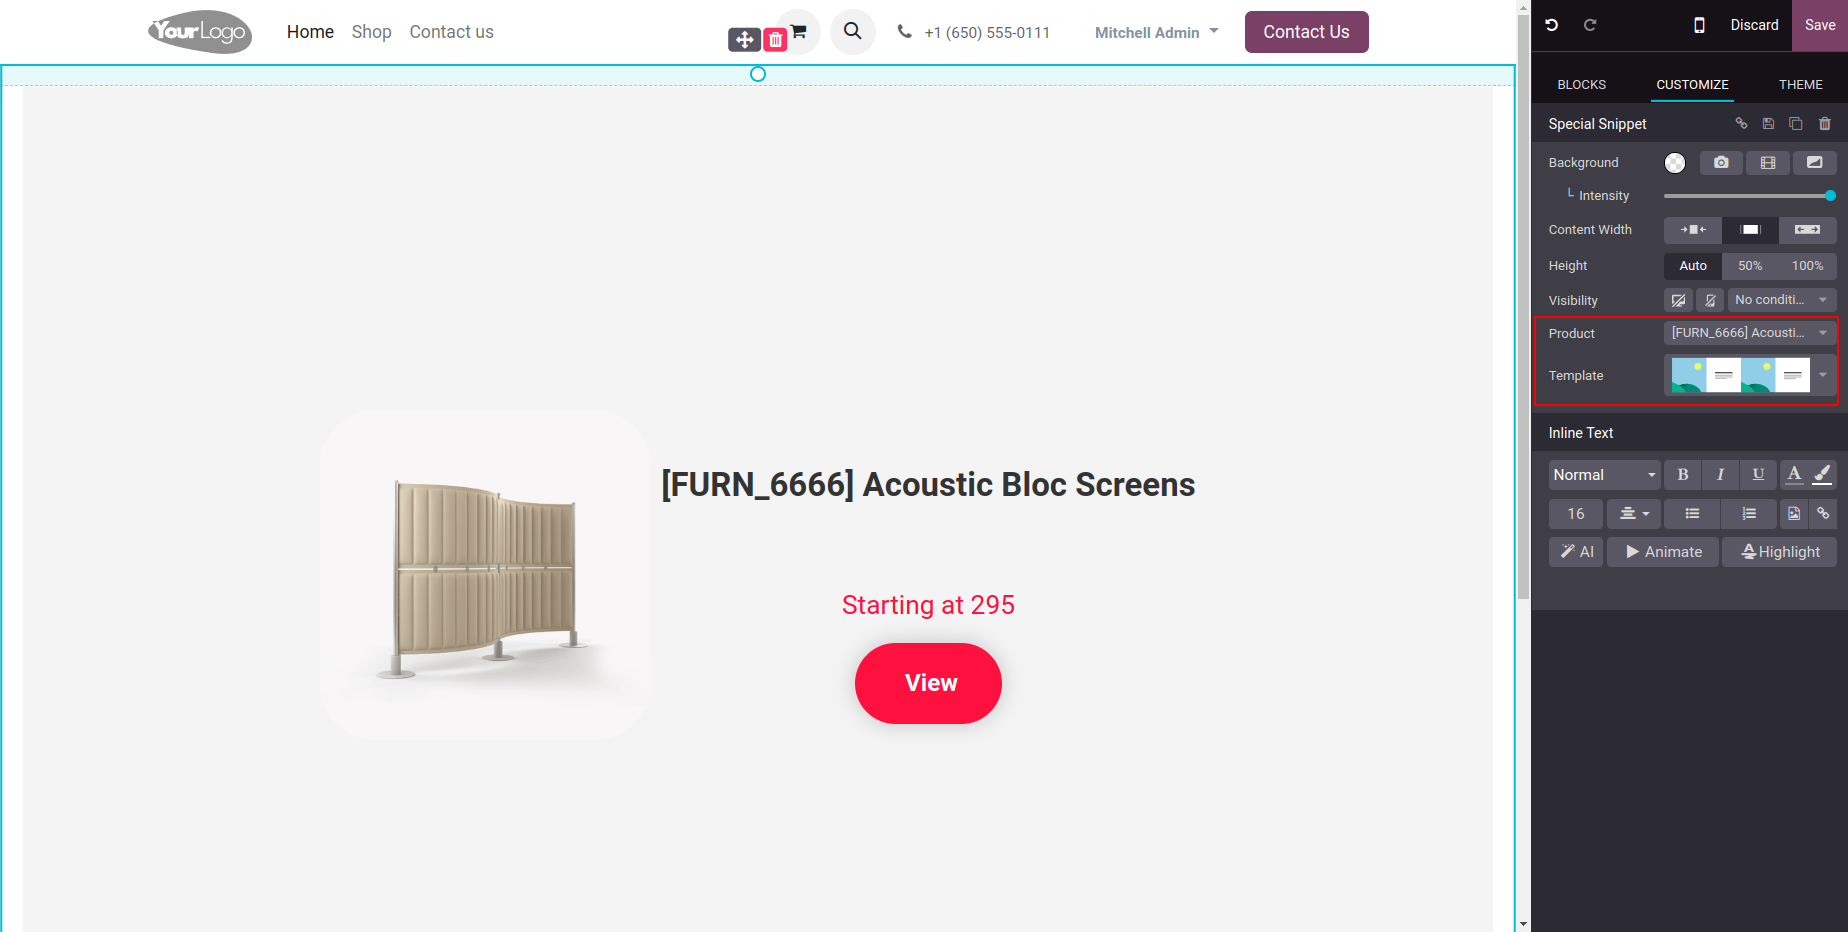 YourLogo
Home Shop Contact us
+1 (650) 555-0111
Mitchell Admin
Contact Us
Discard Save
BLOCKS CUSTOMIZE THEME
Special Snippet
Background
Intensity
Content Width
Height Auto 50% 100%
Visibility No conditi...
Product [FURN_6666] Acousti...
Template
Inline Text
Normal B I U A
16
AI Animate Highlight
[FURN_6666] Acoustic Bloc Screens
Starting at 295
View